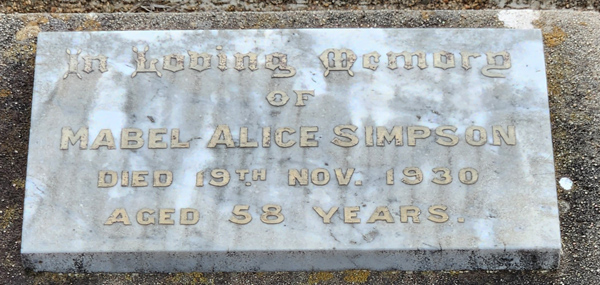 In Loving Memory
OF
MABEL ALICE SIMPSON
DIED 19TH NOV. 1930
AGED 58 YEARS.